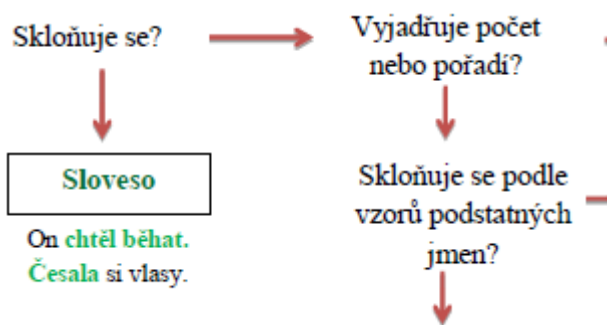 Skloňuje se?
Vyjadřuje počet
nebo pořadí?
Sloveso
On chtěl běhat.
Česala si vlasy.
Skloňuje se podle
vzorů podstatných
jmen?